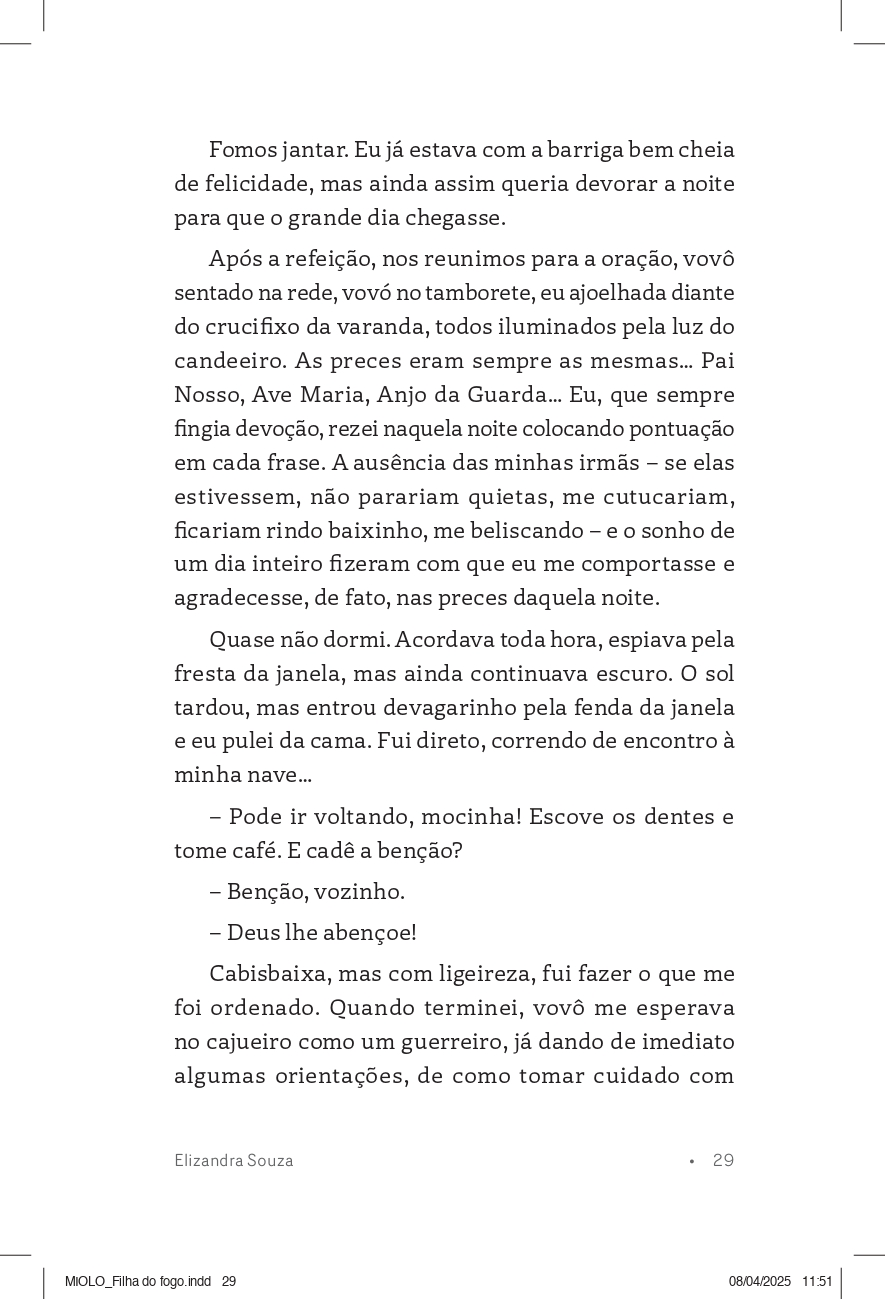 Fomos jantar. Eu já estava com a barriga bem cheia
de felicidade, mas ainda assim queria devorar a noite
para que o grande dia chegasse.
Após a refeição, nos reunimos para a oração, vovô
sentado na rede, vovó no tamborete, eu ajoelhada diante
do crucifixo da varanda, todos iluminados pela luz do
candeeiro. As preces eram sempre as mesmas... Pai
Nosso, Ave Maria, Anjo da Guarda... Eu, que sempre
fingia devoção, rezei naquela noite colocando pontuação
em cada frase. A ausência das minhas irmãs – se elas
estivessem, não parariam quietas, me cutucariam,
ficariam rindo baixinho, me beliscando – e o sonho de
um dia inteiro fizeram com que eu me comportasse e
agradecesse, de fato, nas preces daquela noite.
Quase não dormi. Acordava toda hora, espiava pela
fresta da janela, mas ainda continuava escuro. O sol
tardou, mas entrou devagarinho pela fenda da janela
e eu pulei da cama. Fui direto, correndo de encontro à
minha nave...
– Pode ir voltando, mocinha! Escove os dentes e
tome café. E cadê a benção?
– Benção, vozinho.
– Deus lhe abençoe!
Cabisbaixa, mas com ligeireza, fui fazer o que me
foi ordenado. Quando terminei, vovô me esperava
no cajueiro como um guerreiro, já dando de imediato
algumas orientações, de como tomar cuidado com
Elizandra Souza • 29
MIOLO_Filha do fogo.indd 29 08/04/2025 11:51